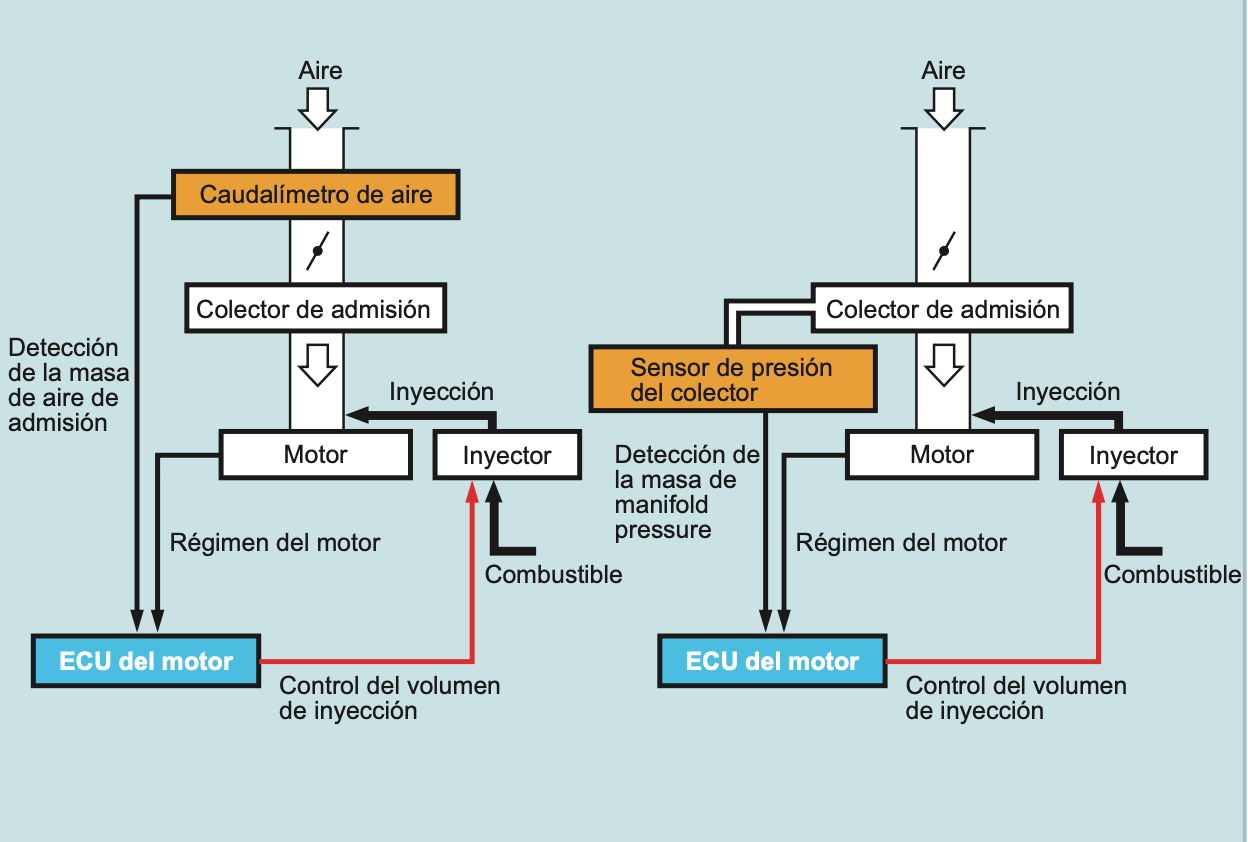 Aire
Caudalímetro de aire
Colector de admisión
Detección
de la masa
de aire de
admisión
Inyección
Motor
Inyector
Régimen del motor
Combustible
ECU del motor
Control del volumen
de inyección
Aire
Colector de admisión
Sensor de presión
del colector
Inyección
Detección de
la masa de
manifold
pressure
Motor
Inyector
Régimen del motor
Combustible
ECU del motor
Control del volumen
de inyección